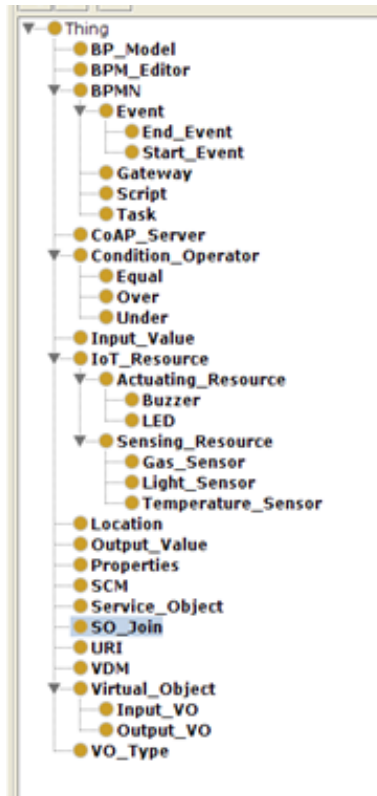 Thing
BP_Model
BPM_Editor
BPMN
Event
End_Event
Start_Event
Gateway
Script
Task
CoAP_Server
Condition_Operator
Equal
Over
Under
Input_Value
IoT_Resource
Actuating_Resource
Buzzer
LED
Sensing_Resource
Gas_Sensor
Light_Sensor
Temperature_Sensor
Location
Output_Value
Properties
SCM
Service_Object
SO_Join
URI
VDM
Virtual_Object
Input_VO
Output_VO
VO_Type